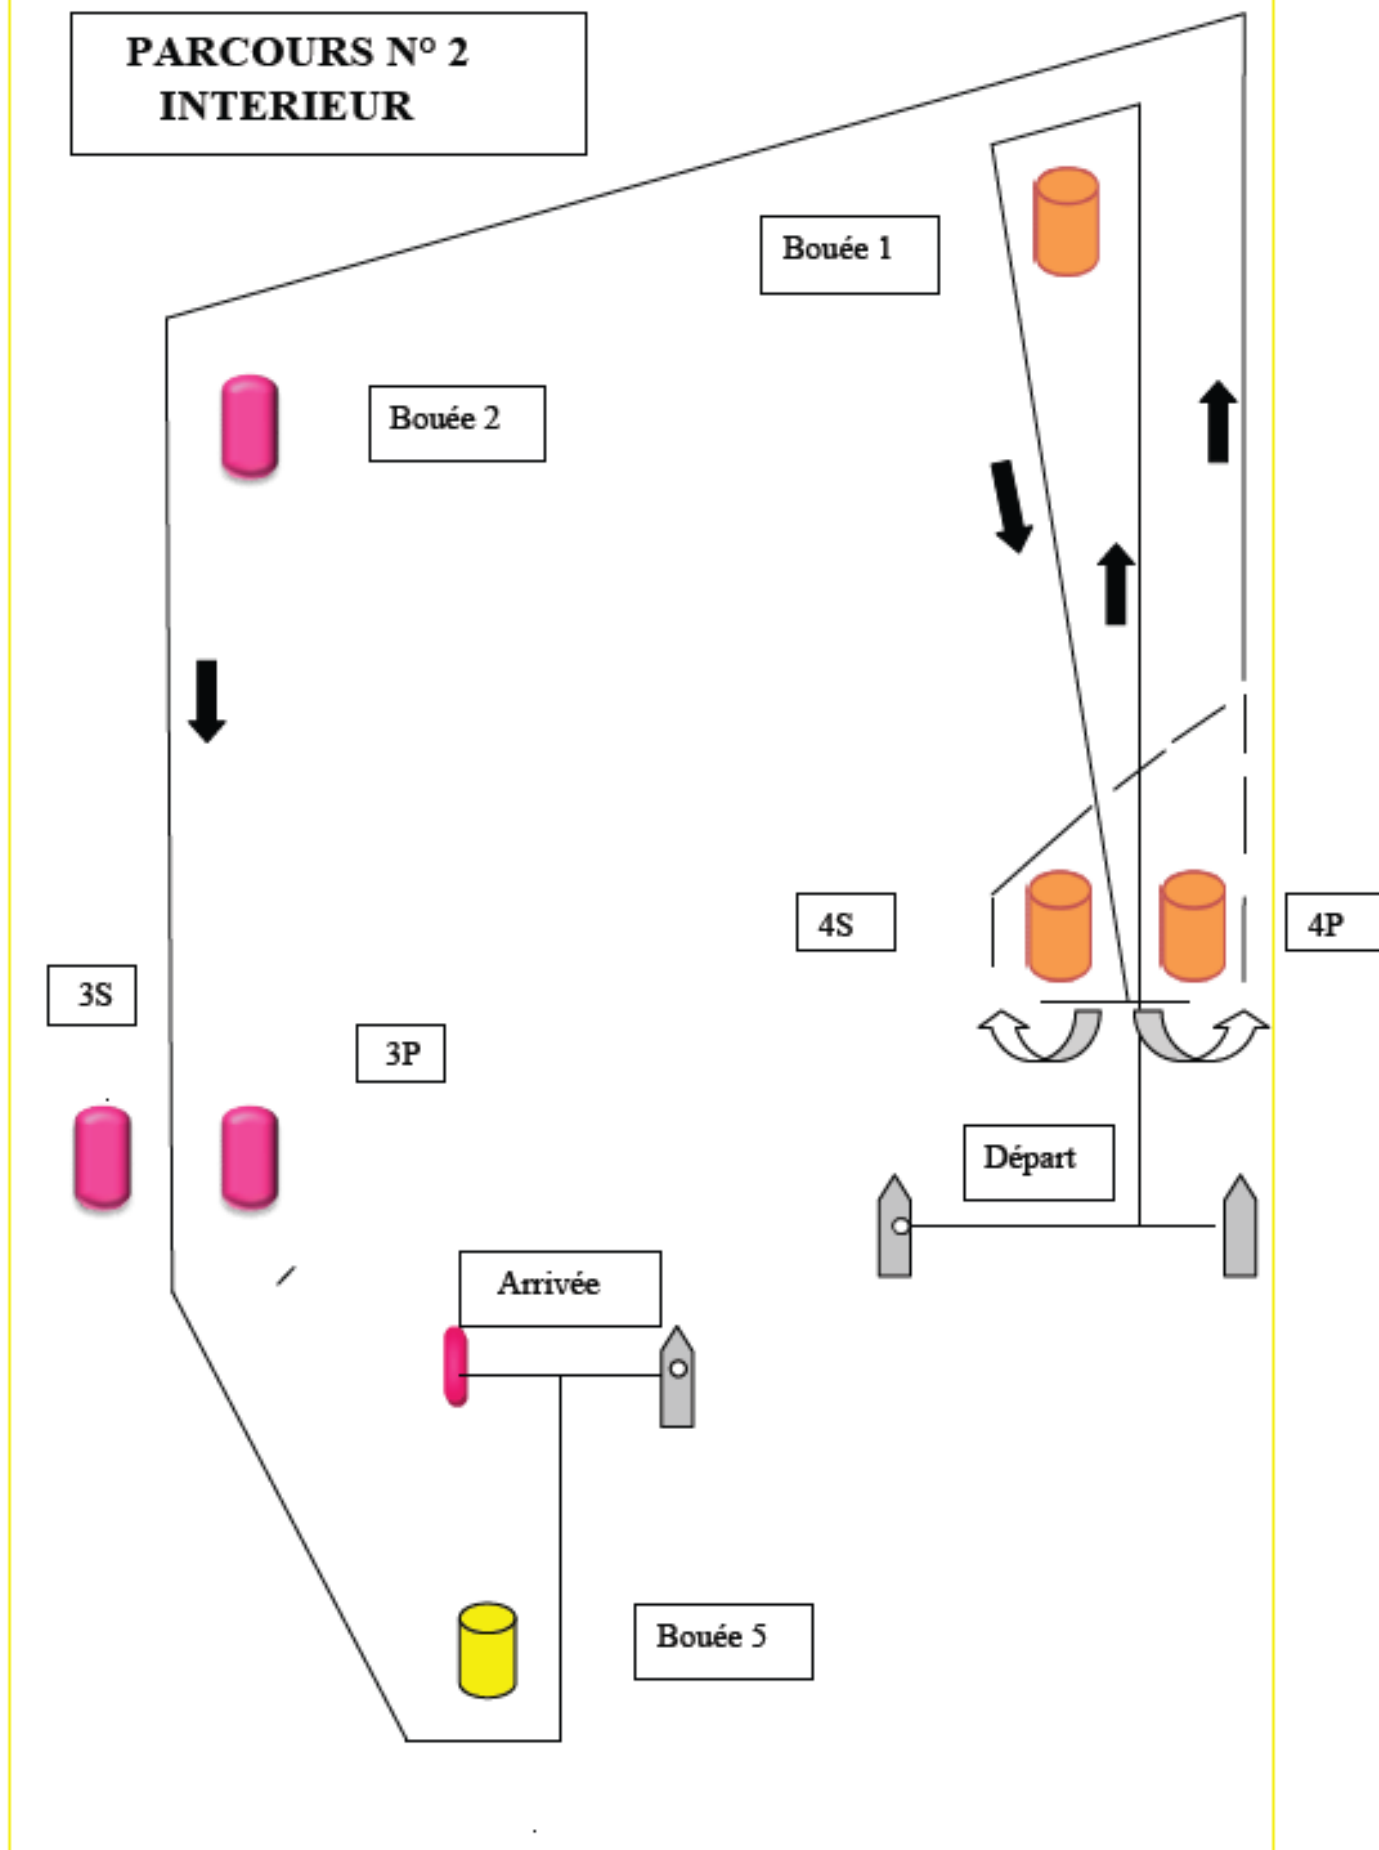 PARCOURS N° 2
INTERIEUR
Bouée 1
Bouée 2
4S
4P
3S
3P
Départ
Arrivée
Bouée 5